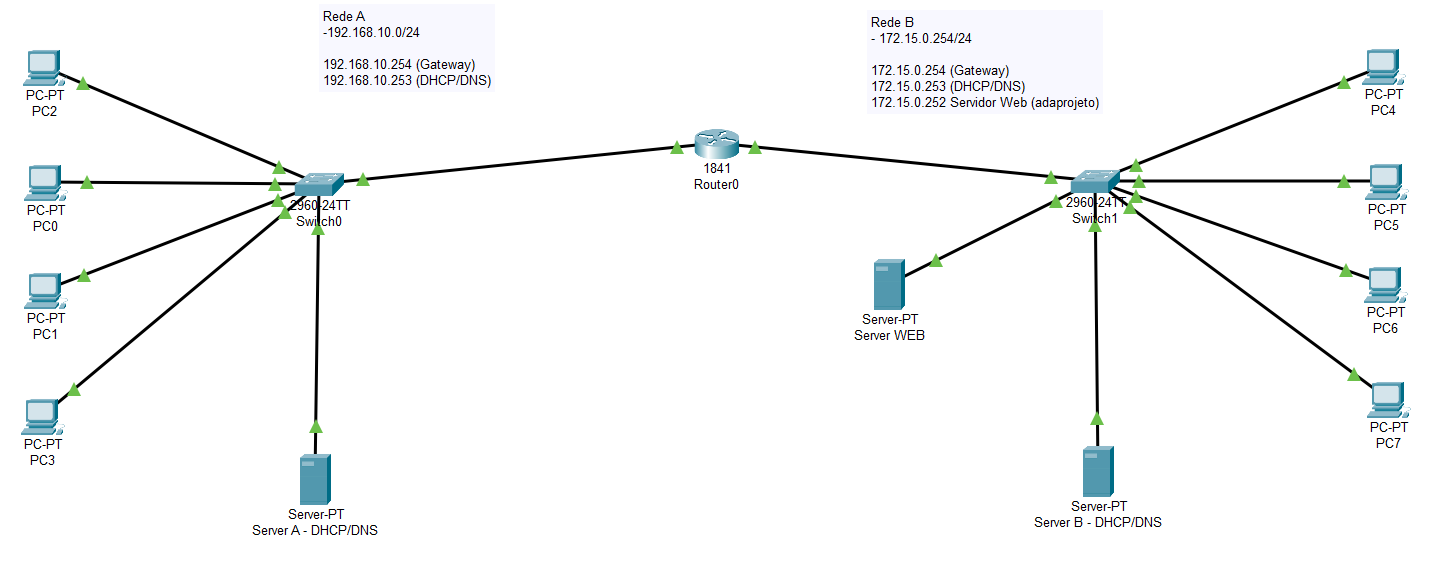 Rede A
-192.168.10.0/24
192.168.10.254 (Gateway)
192.168.10.253 (DHCP/DNS)
Rede B
- 172.15.0.254/24
172.15.0.254 (Gateway)
172.15.0.253 (DHCP/DNS)
172.15.0.252 Servidor Web (adaprojeto)
PC-PT
PC2
PC-PT
PC0
PC-PT
PC1
PC-PT
PC3
2960-24TT
Switch0
Server-PT
Server A - DHCP/DNS
1841
Router0
2960-24TT
Switch1
Server-PT
Server WEB
Server-PT
Server B - DHCP/DNS
PC-PT
PC4
PC-PT
PC5
PC-PT
PC6
PC-PT
PC7